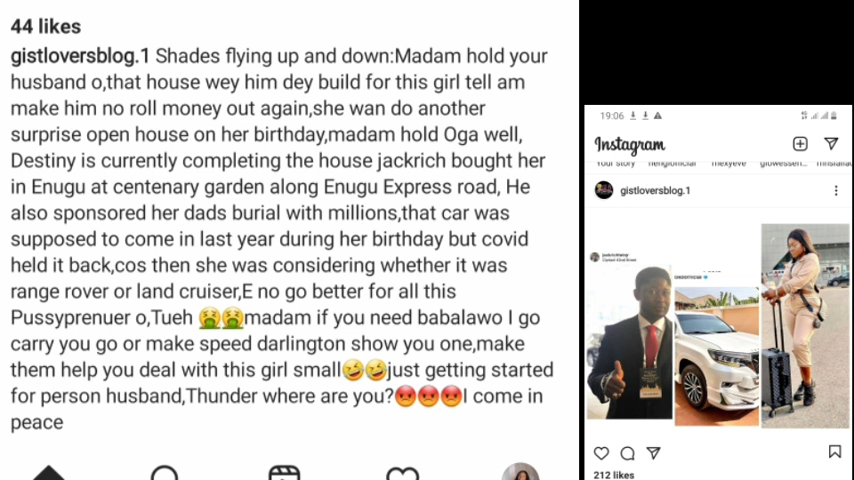 44 likes
gistloversblog.1 Shades flying up and down:Madam hold your
husband o,that house wey him dey build for this girl tell am
make him no roll money out again,she wan do another
surprise open house on her birthday,madam hold Oga well,
Destiny is currently completing the house jackrich bought her
in Enugu at centenary garden along Enugu Express road, He
also sponsored her dads burial with millions,that car was
supposed to come in last year during her birthday but covid
held it back,cos then she was considering whether it was
range rover or land cruiser,E no go better for all this
Pussyprenuer o,Tueh 🤮🤮madam if you need babalawo I go
carry you go or make speed darlington show you one,make
them help you deal with this girl small🤣🤣just getting started
for person husband,Thunder where are you?😡😡😡I come in
peace
19:06
Instagram
Your story
gistloversblog.1
212 likes